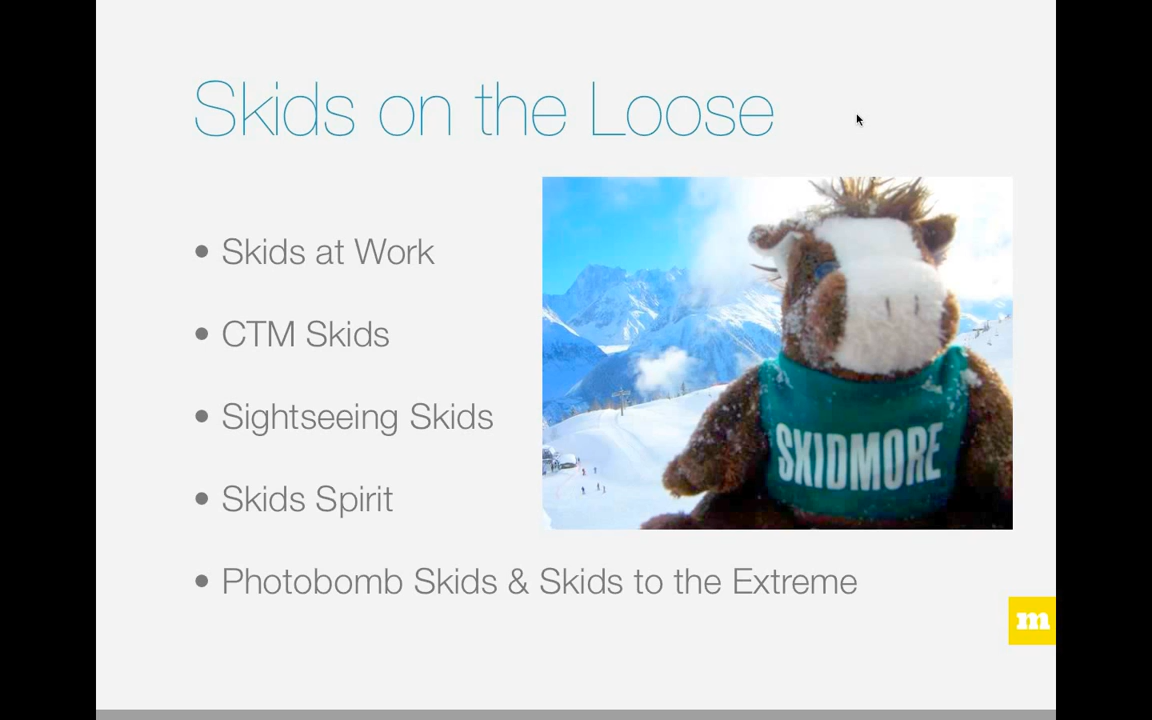 Skids on the Loose
• Skids at Work
• CTM Skids
• Sightseeing Skids
• Skids Spirit
• Photobomb Skids & Skids to the Extreme
SKIDMORE
m